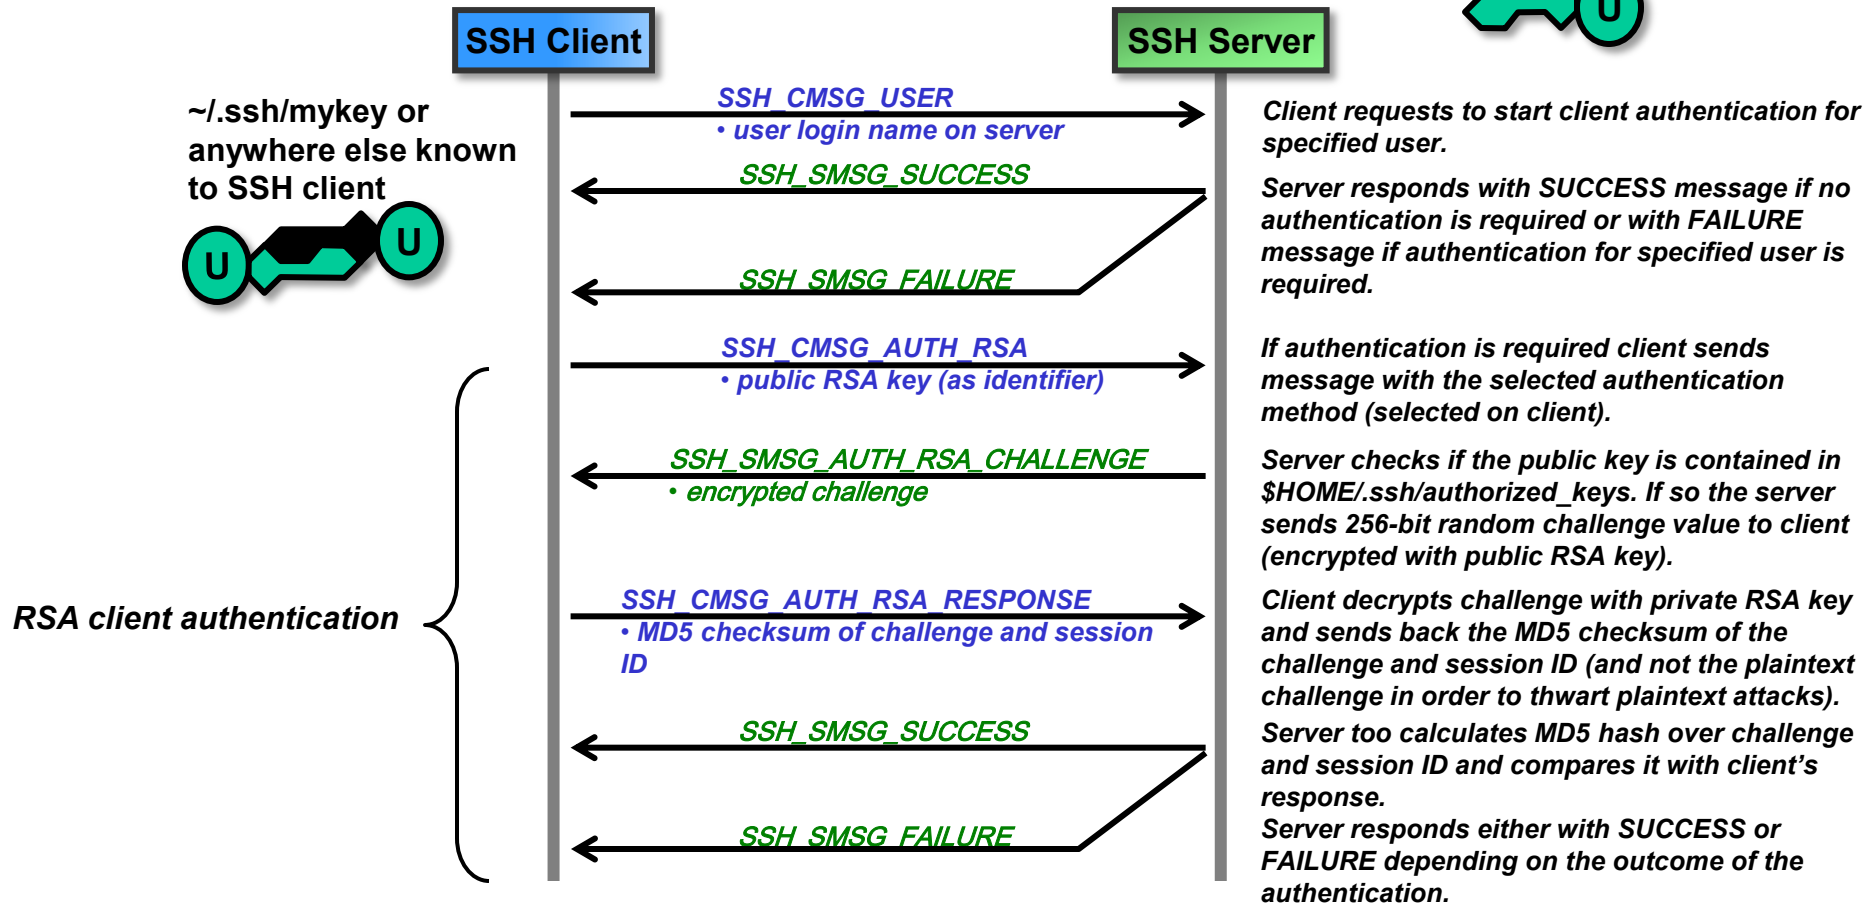 U
SSH Client
SSH Server
~/.ssh/mykey or
anywhere else known
to SSH client
U
U
SSH_CMSG_USER
• user login name on server
Client requests to start client authentication for
specified user.
SSH_SMSG_SUCCESS
SSH_SMSG_FAILURE
Server responds with SUCCESS message if no
authentication is required or with FAILURE
message if authentication for specified user is
required.
SSH_CMSG_AUTH_RSA
• public RSA key (as identifier)
If authentication is required client sends
message with the selected authentication
method (selected on client).
SSH_SMSG_AUTH_RSA_CHALLENGE
• encrypted challenge
Server checks if the public key is contained in
$HOME/.ssh/authorized_keys. If so the server
sends 256-bit random challenge value to client
(encrypted with public RSA key).
RSA client authentication
SSH_CMSG_AUTH_RSA_RESPONSE
• MD5 checksum of challenge and session
ID
Client decrypts challenge with private RSA key
and sends back the MD5 checksum of the
challenge and session ID (and not the plaintext
challenge in order to thwart plaintext attacks).
SSH_SMSG_SUCCESS
SSH_SMSG_FAILURE
Server too calculates MD5 hash over challenge
and session ID and compares it with client's
response.
Server responds either with SUCCESS or
FAILURE depending on the outcome of the
authentication.